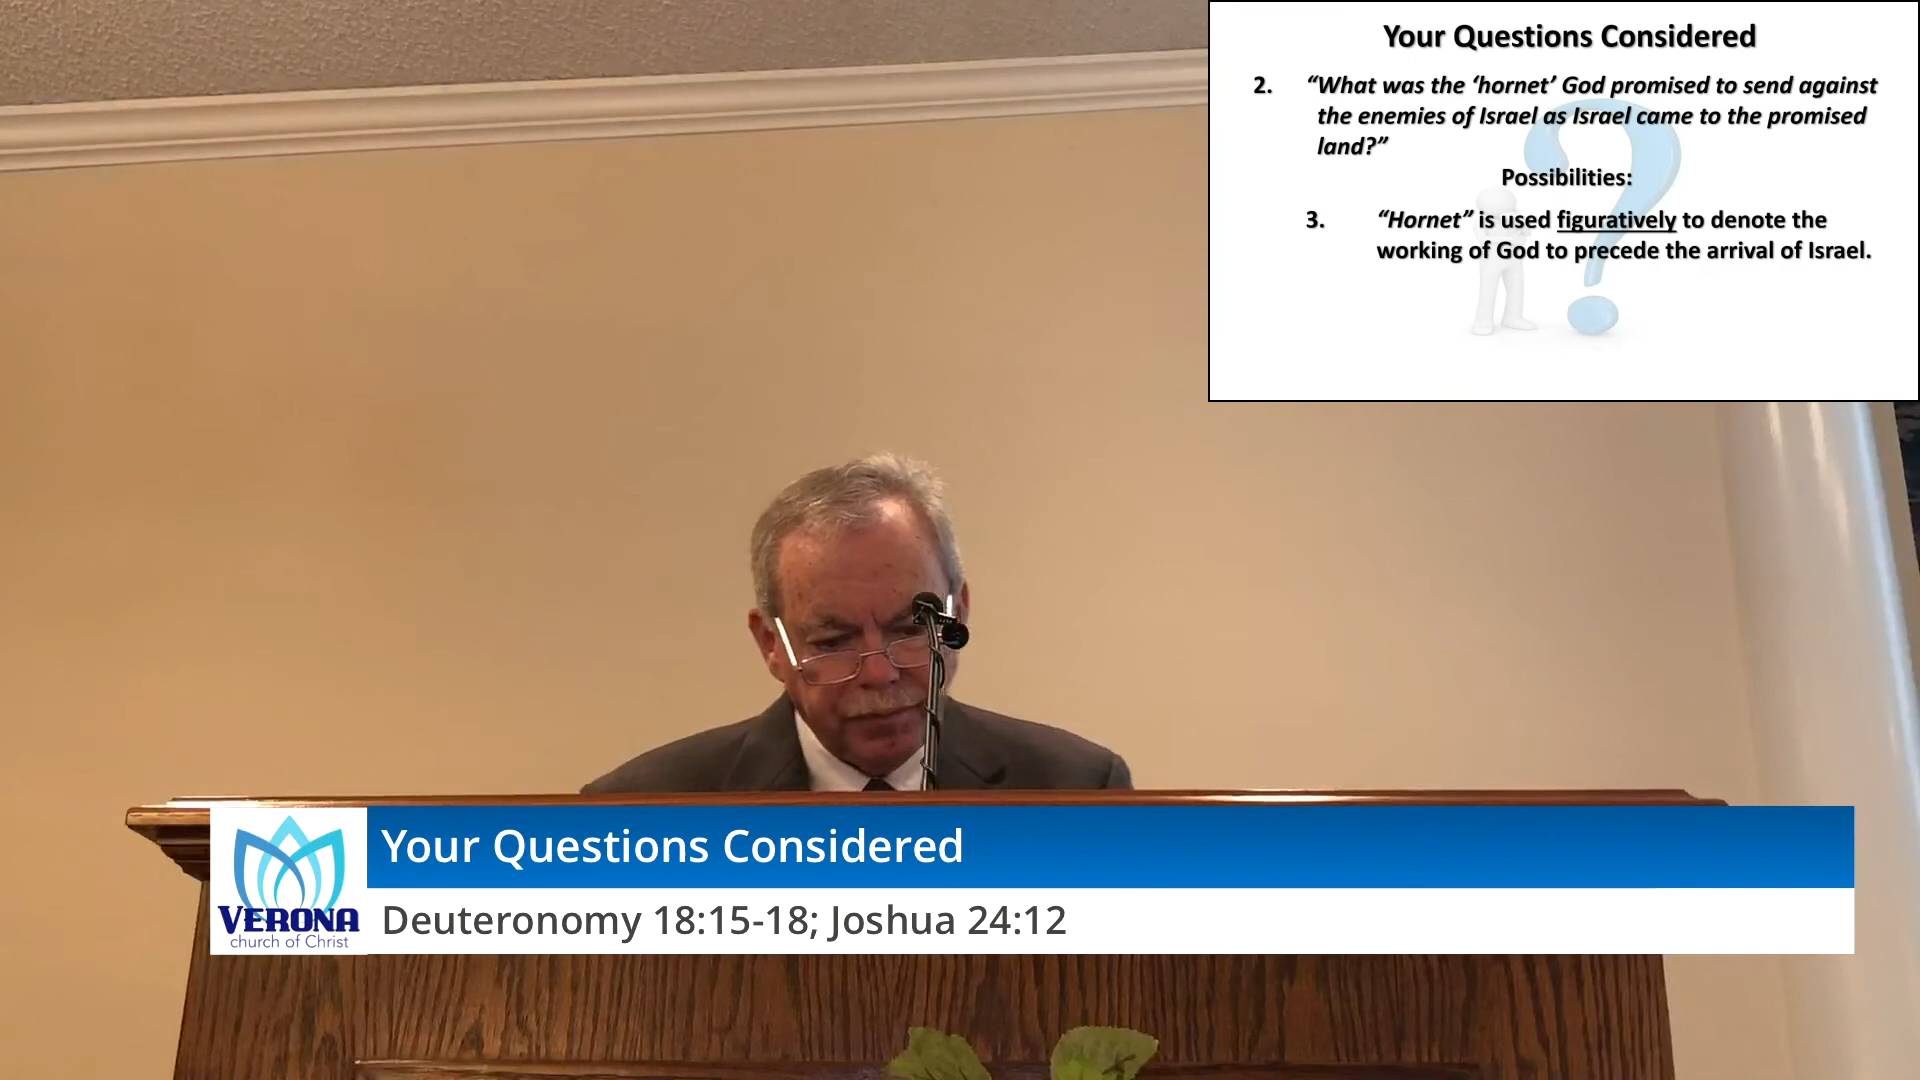 Your Questions Considered
2. “What was the ‘hornet’ God promised to send against
the enemies of Israel as Israel came to the promised
land?”
Possibilities:
3. “Hornet” is used figuratively to denote the
working of God to precede the arrival of Israel.
Your Questions Considered
VERONA
church of Christ
Deuteronomy 18:15-18; Joshua 24:12